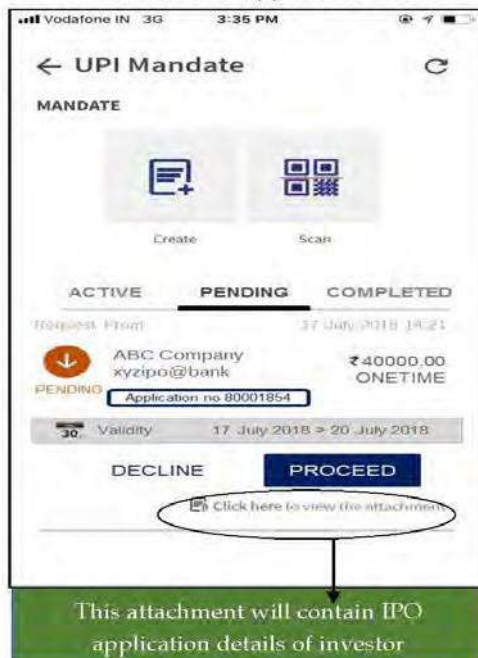 Vodafone IN 3G 3:35 PM
← UPI Mandate
MANDATE
Create Scan
ACTIVE PENDING COMPLETED
Request From 17 July 2018 14:21
ABC Company ₹40000,00
xyzipo@bank ONETIME
PENDING
Application no 80001854
30 Validity 17 July 2018 > 20 July 2018
DECLINE PROCEED
Click here to view the attachment
This attachment will contain IPO
application details of investor